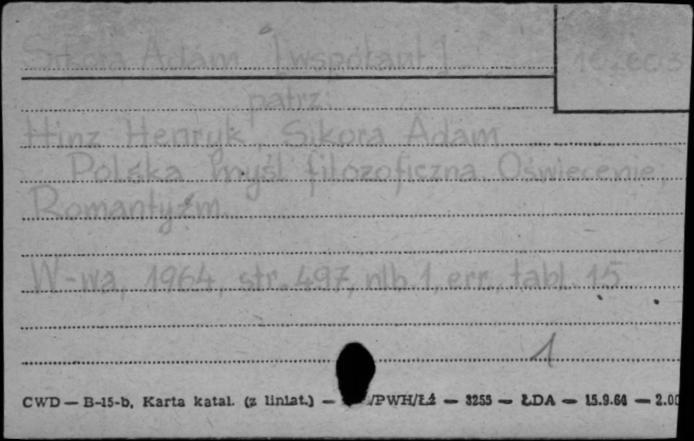 Sikora Adam [współaut.]
patrz:
Hinz Henryk, Sikora Adam
Polska myśl filozoficzna. Oświecenie,
Romantyzm.
W-wa, 1964, str. 497, nlb. 1, err., tabl. 15
1
CWD — B-15-b, Karta katal. (z liniat.) — /PWH/Łź — 3255 — ŁDA — 15.9.64 — 2.00